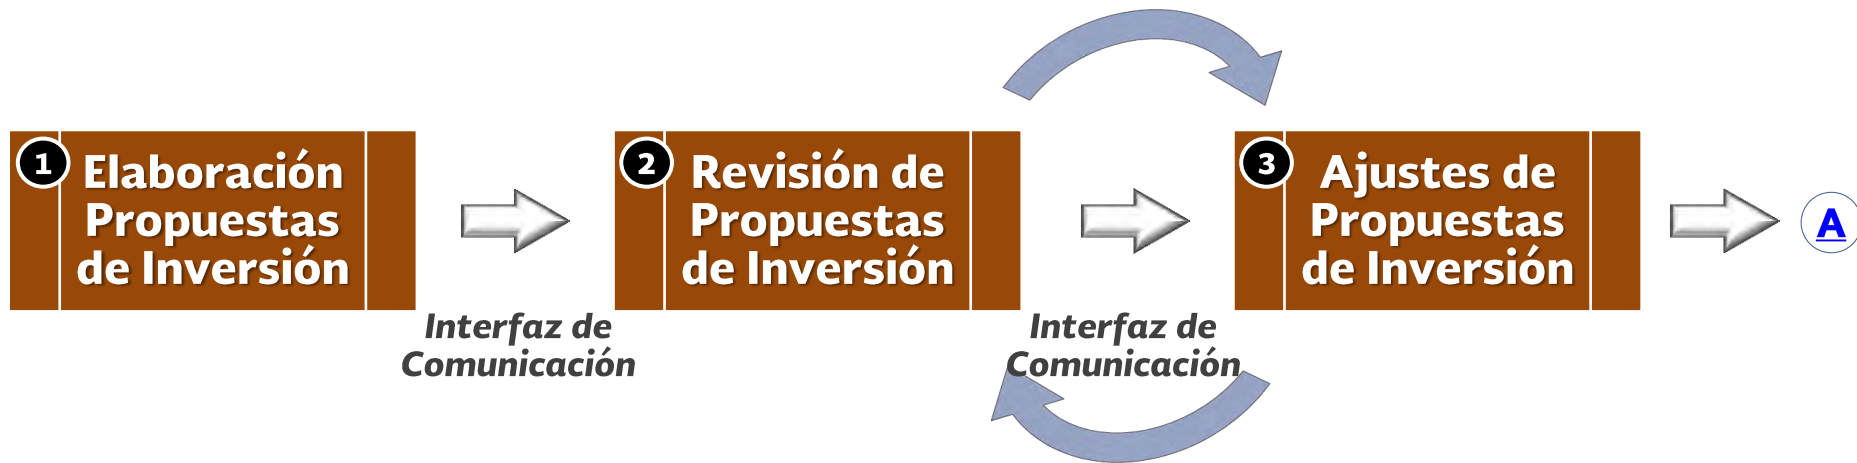 1
Elaboración
Propuestas
de Inversión
Interfaz de
Comunicación
2
Revisión de
Propuestas
de Inversión
Interfaz de
Comunicación
3
Ajustes de
Propuestas
de Inversión
A